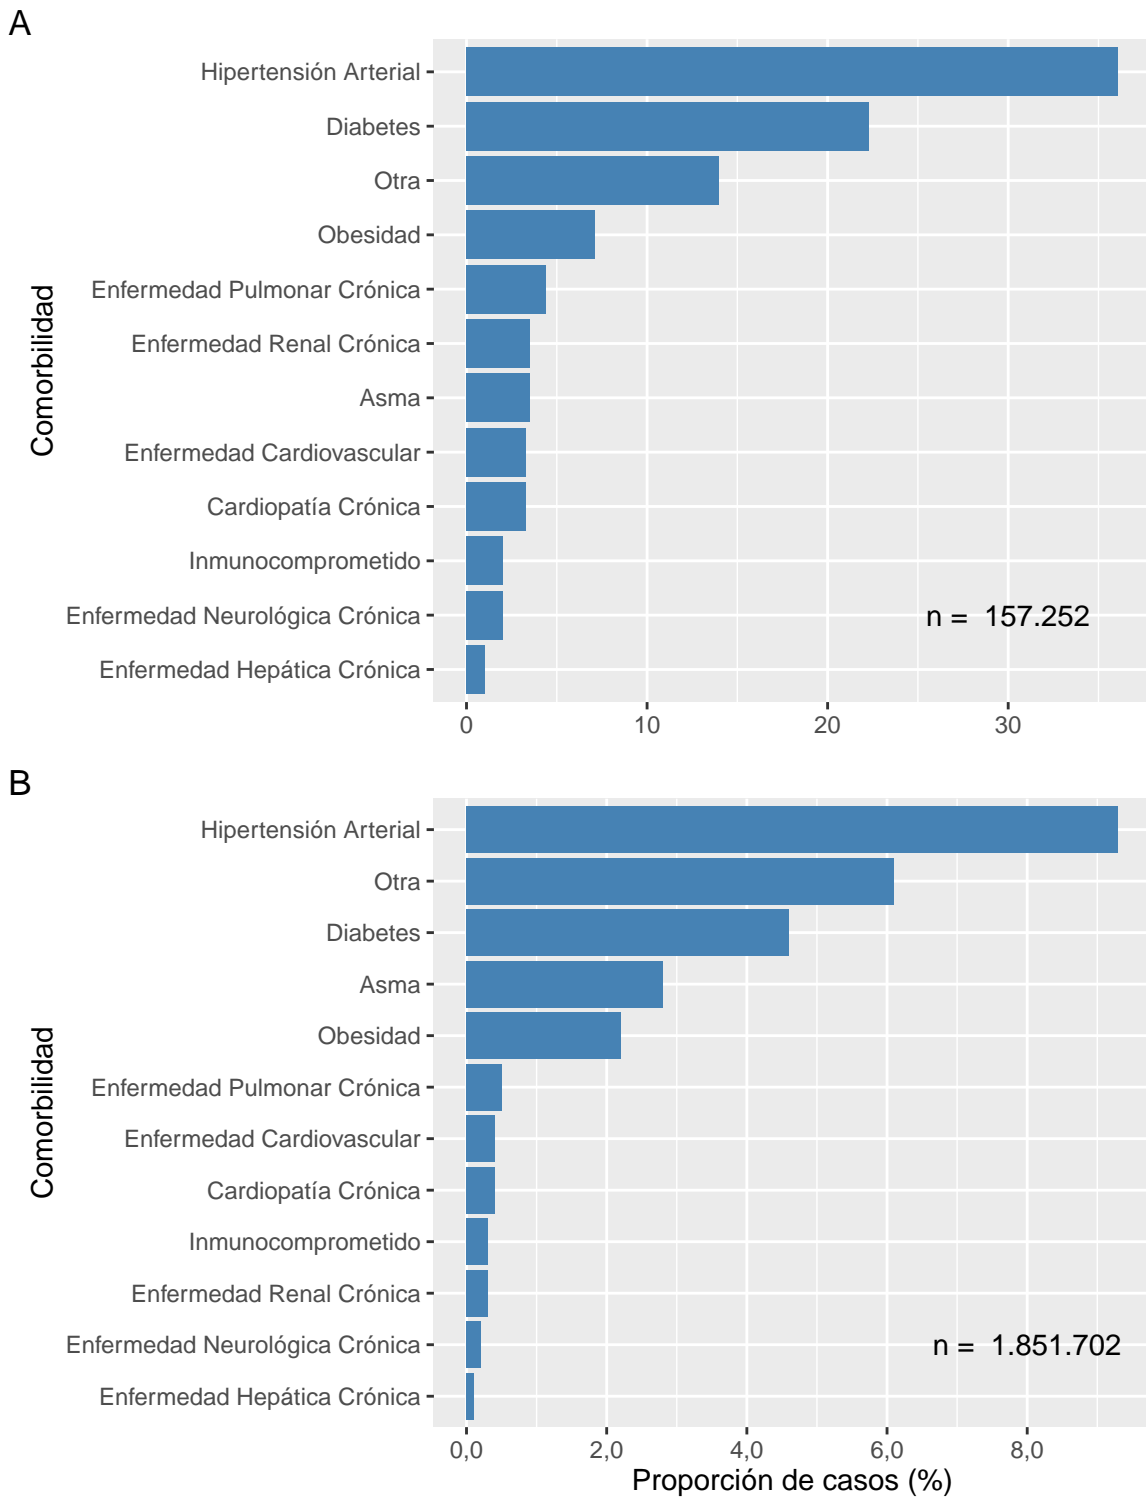 A
Hipertensión Arterial
Diabetes
Otra
Obesidad
Enfermedad Pulmonar Crónica
Enfermedad Renal Crónica
Asma
Enfermedad Cardiovascular
Cardiopatía Crónica
Inmunocomprometido
Enfermedad Neurológica Crónica
Enfermedad Hepática Crónica
Comorbilidad
n = 157.252
0 10 20 30
B
Hipertensión Arterial
Otra
Diabetes
Asma
Obesidad
Enfermedad Pulmonar Crónica
Enfermedad Cardiovascular
Cardiopatía Crónica
Inmunocomprometido
Enfermedad Renal Crónica
Enfermedad Neurológica Crónica
Enfermedad Hepática Crónica
Comorbilidad
n = 1.851.702
0,0 2,0 4,0 6,0 8,0
Proporción de casos (%)